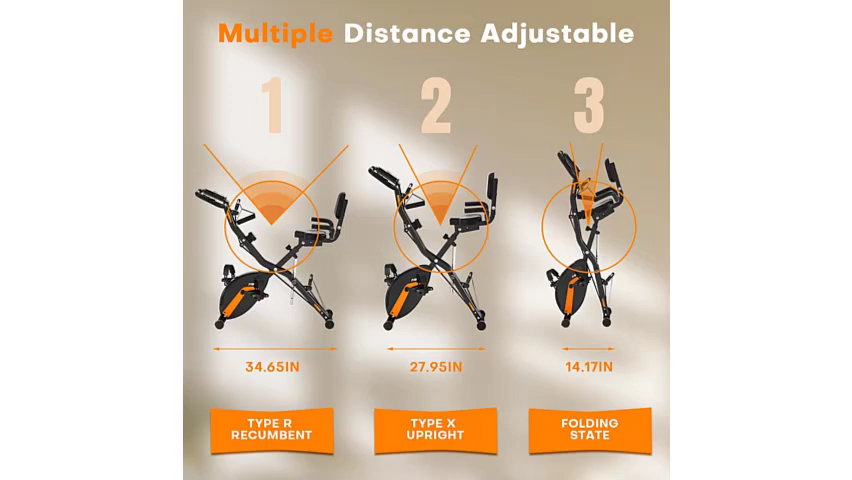 Multiple Distance Adjustable
1
2
3
34.65IN
27.95IN
14.17IN
TYPE R
RECUMBENT
TYPE X
UPRIGHT
FOLDING
STATE